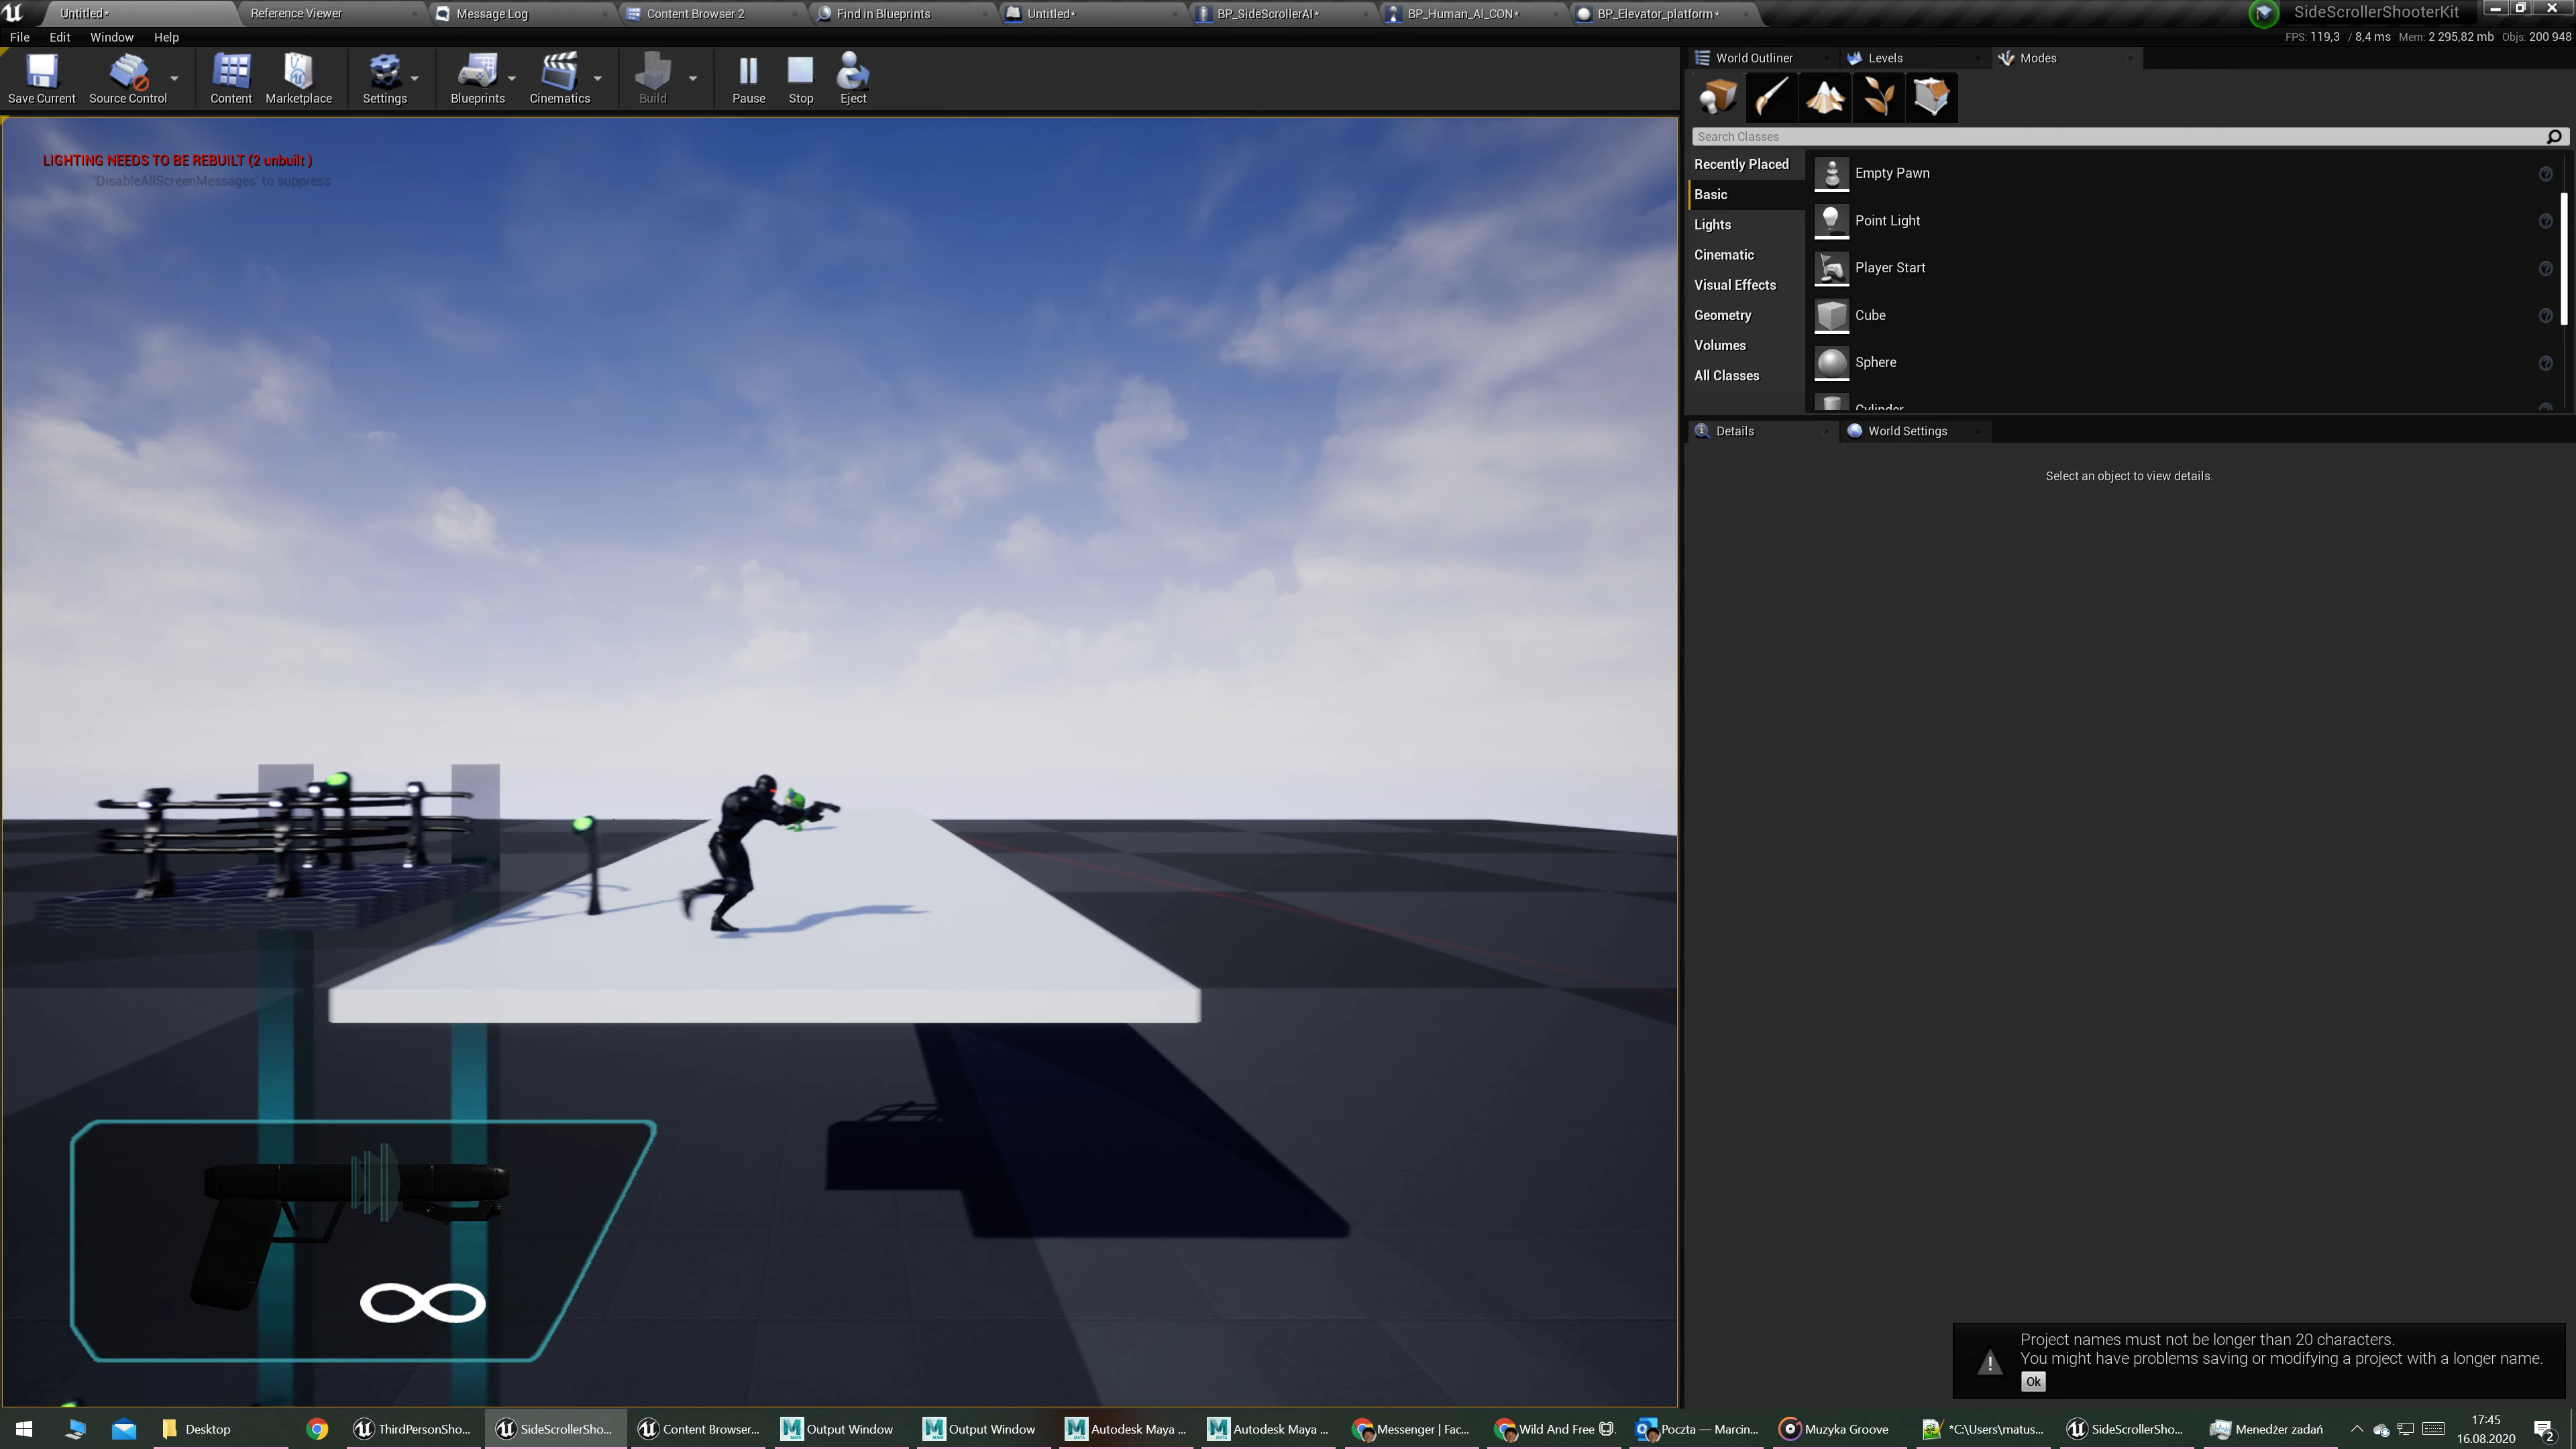 Untitled*
Reference Viewer
Message Log
Content Browser 2
Find in Blueprints
Untitled*
BP_SideScrollerAI*
BP_Human_AI_CON*
BP_Elevator_platform*
SideScrollerShooterKit
File Edit Window Help
FPS: 119,3 / 8,4 ms Mem: 2 295,82 mb Objs: 200 948
Save Current
Source Control
Content
Marketplace
Settings
Blueprints
Cinematics
Build
Pause
Stop
Eject
World Outliner
Levels
Modes
Search Classes
Recently Placed
Basic
Lights
Cinematic
Visual Effects
Geometry
Volumes
All Classes
Empty Pawn
Point Light
Player Start
Cube
Sphere
Cylinder
LIGHTING NEEDS TO BE REBUILT (2 unbuilt )
'DisableAllScreenMessages' to suppress
Details
World Settings
Select an object to view details.
∞
Project names must not be longer than 20 characters.
You might have problems saving or modifying a project with a longer name.
Ok
Desktop
ThirdPersonSho...
SideScrollerSho...
Content Browser...
Output Window
Output Window
Autodesk Maya ...
Autodesk Maya ...
Messenger | Fac...
Wild And Free
Poczta — Marcin...
Muzyka Groove
*C:\Users\matus...
SideScrollerSho...
Menedżer zadań
17:45
16.08.2020
2